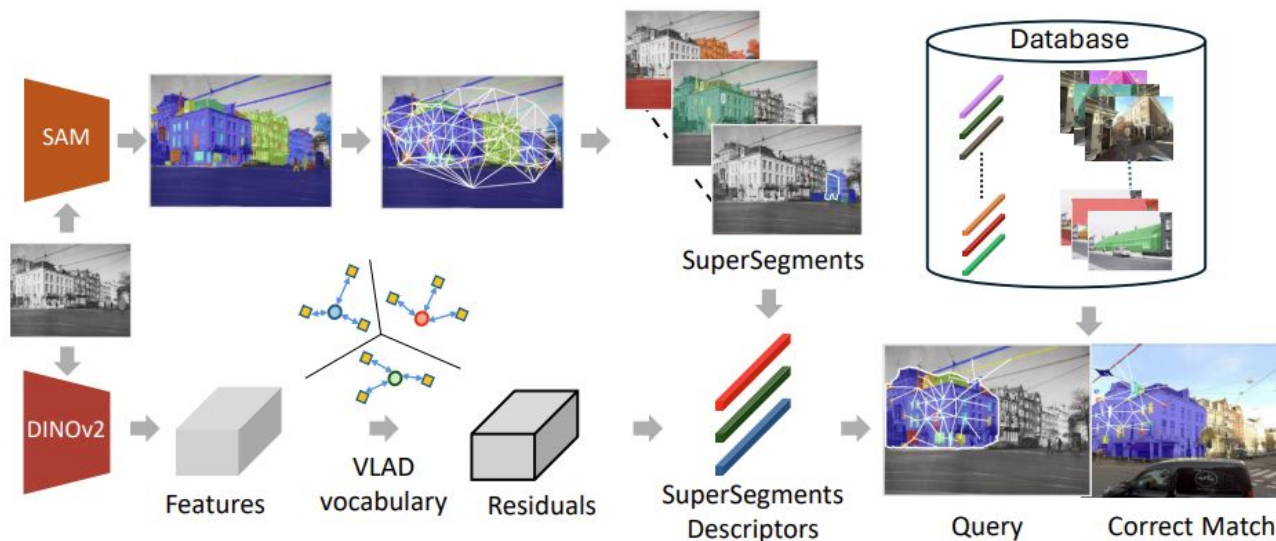 Database
SAM
SuperSegments
DINOv2
Features
VLAD
vocabulary
Residuals
SuperSegments
Descriptors
Query
Correct Match